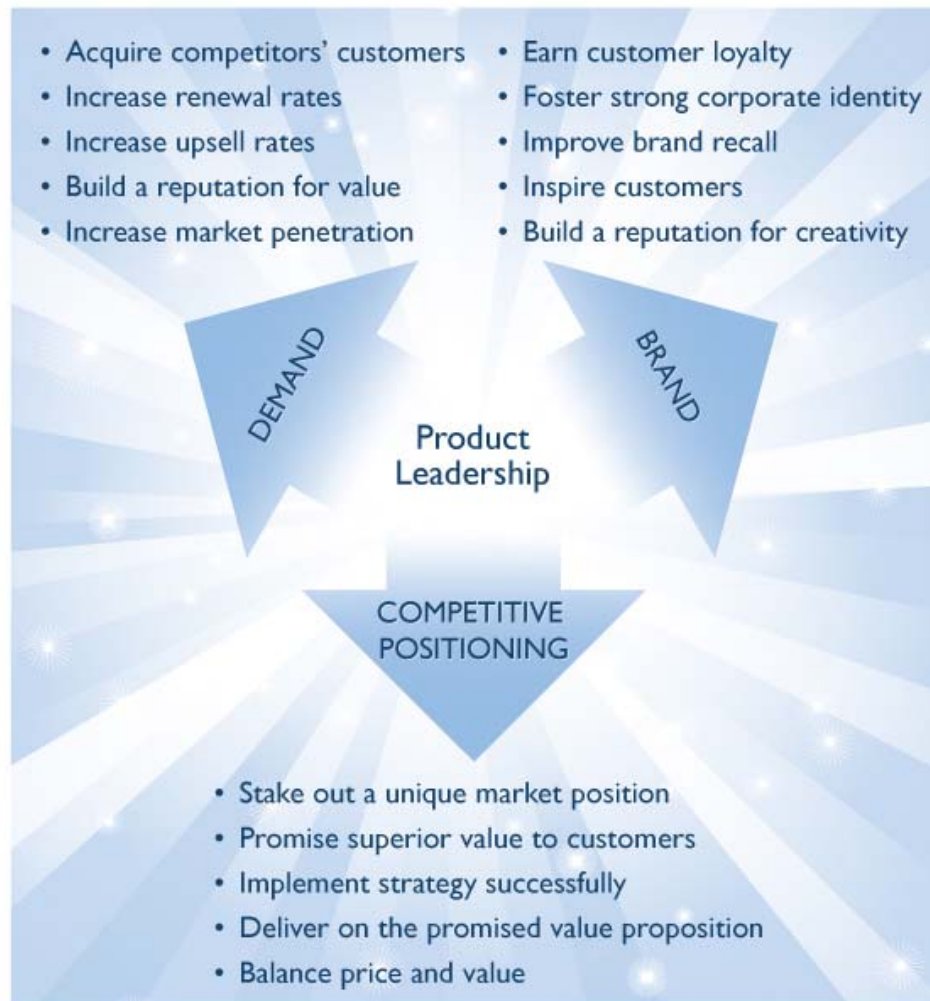 • Acquire competitors' customers
• Increase renewal rates
• Increase upsell rates
• Build a reputation for value
• Increase market penetration
• Earn customer loyalty
• Foster strong corporate identity
• Improve brand recall
• Inspire customers
• Build a reputation for creativity
DEMAND
BRAND
Product
Leadership
COMPETITIVE
POSITIONING
• Stake out a unique market position
• Promise superior value to customers
• Implement strategy successfully
• Deliver on the promised value proposition
• Balance price and value